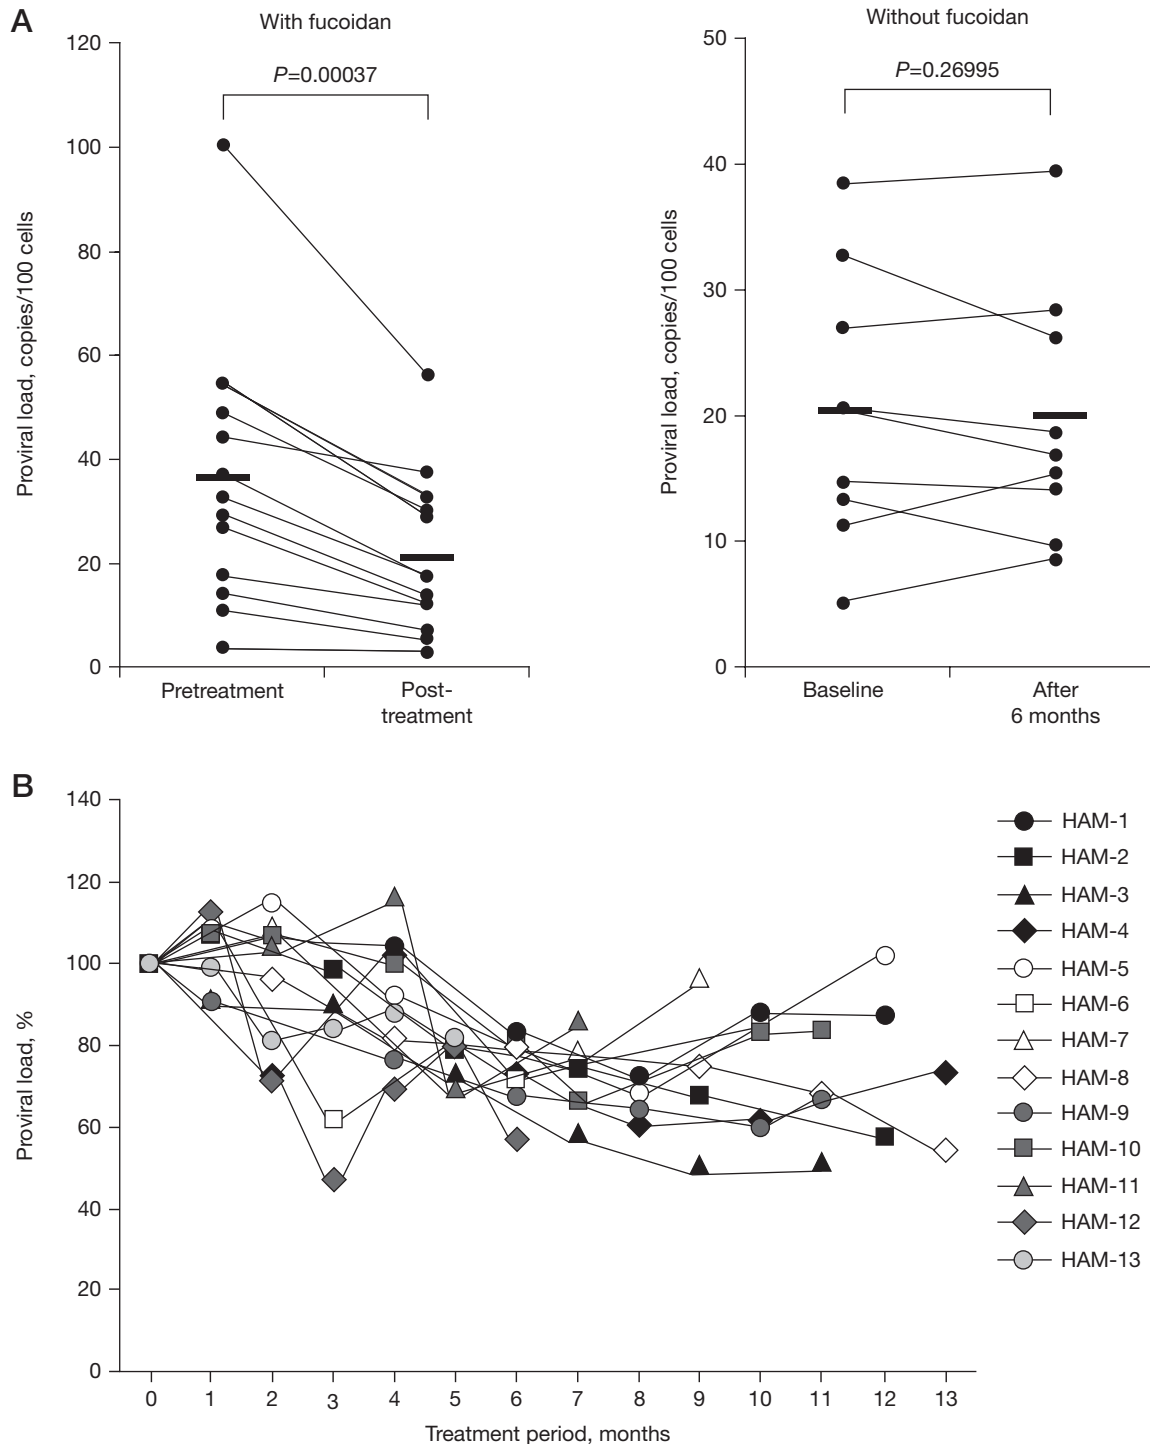 A
With fucoidan
P=0.00037
120
100
80
60
40
20
0
Proviral load, copies/100 cells
Pretreatment
Post-
treatment
Without fucoidan
P=0.26995
50
40
30
20
10
0
Proviral load, copies/100 cells
Baseline
After
6 months
B
140
120
100
80
60
40
20
0
Proviral load, %
0 1 2 3 4 5 6 7 8 9 10 11 12 13
Treatment period, months
HAM-1
HAM-2
HAM-3
HAM-4
HAM-5
HAM-6
HAM-7
HAM-8
HAM-9
HAM-10
HAM-11
HAM-12
HAM-13